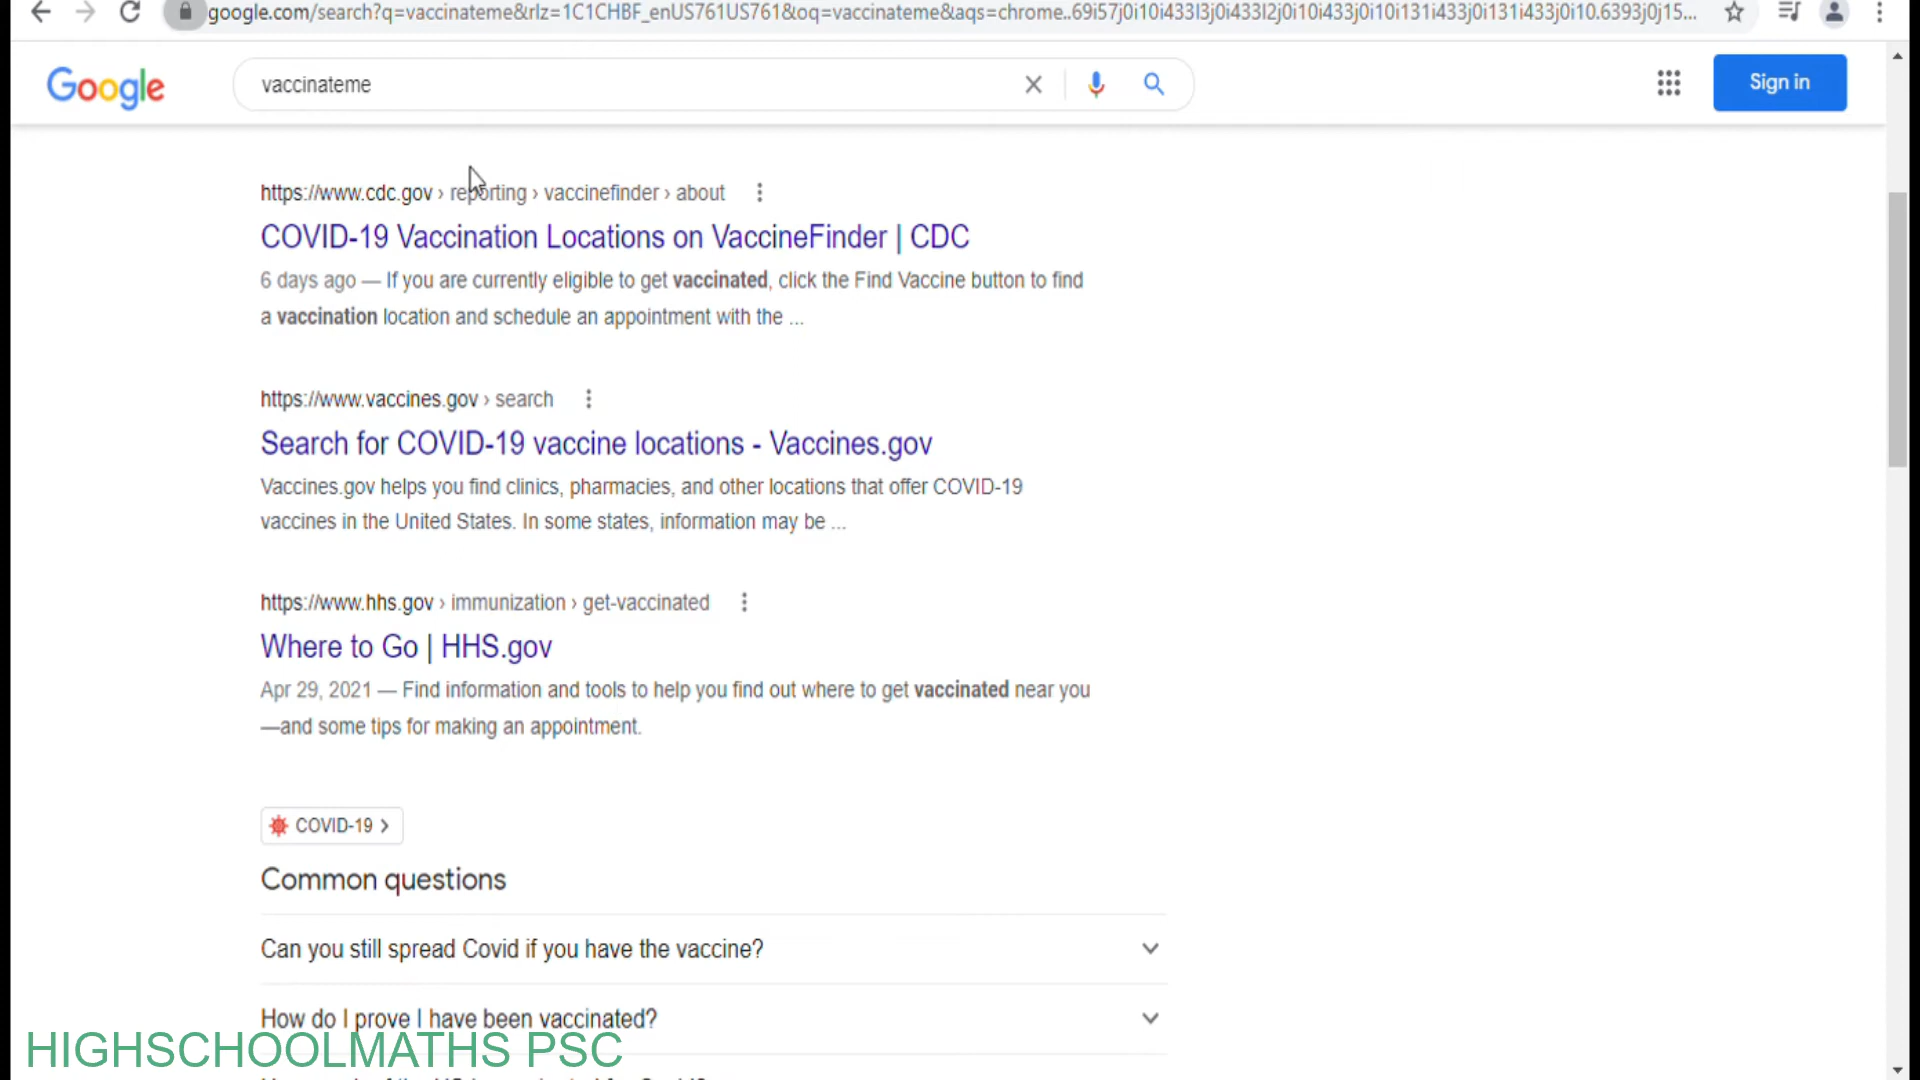 google.com/search?q=vaccinateme&rlz=1C1CHBF_enUS761US761&oq=vaccinateme&aqs=chrome..69i57j0i10i433l3j0i433l2j0i10i433j0i10i131i433j0i131i433j0i10.6393j0j15...
Google
vaccinateme
Sign in
https://www.cdc.gov › reporting › vaccinefinder › about
COVID-19 Vaccination Locations on VaccineFinder | CDC
6 days ago — If you are currently eligible to get vaccinated, click the Find Vaccine button to find
a vaccination location and schedule an appointment with the ...
https://www.vaccines.gov › search
Search for COVID-19 vaccine locations - Vaccines.gov
Vaccines.gov helps you find clinics, pharmacies, and other locations that offer COVID-19
vaccines in the United States. In some states, information may be ...
https://www.hhs.gov › immunization › get-vaccinated
Where to Go | HHS.gov
Apr 29, 2021 — Find information and tools to help you find out where to get vaccinated near you
—and some tips for making an appointment.
COVID-19 >
Common questions
Can you still spread Covid if you have the vaccine?
How do I prove I have been vaccinated?
HIGHSCHOOLMATHS PSC